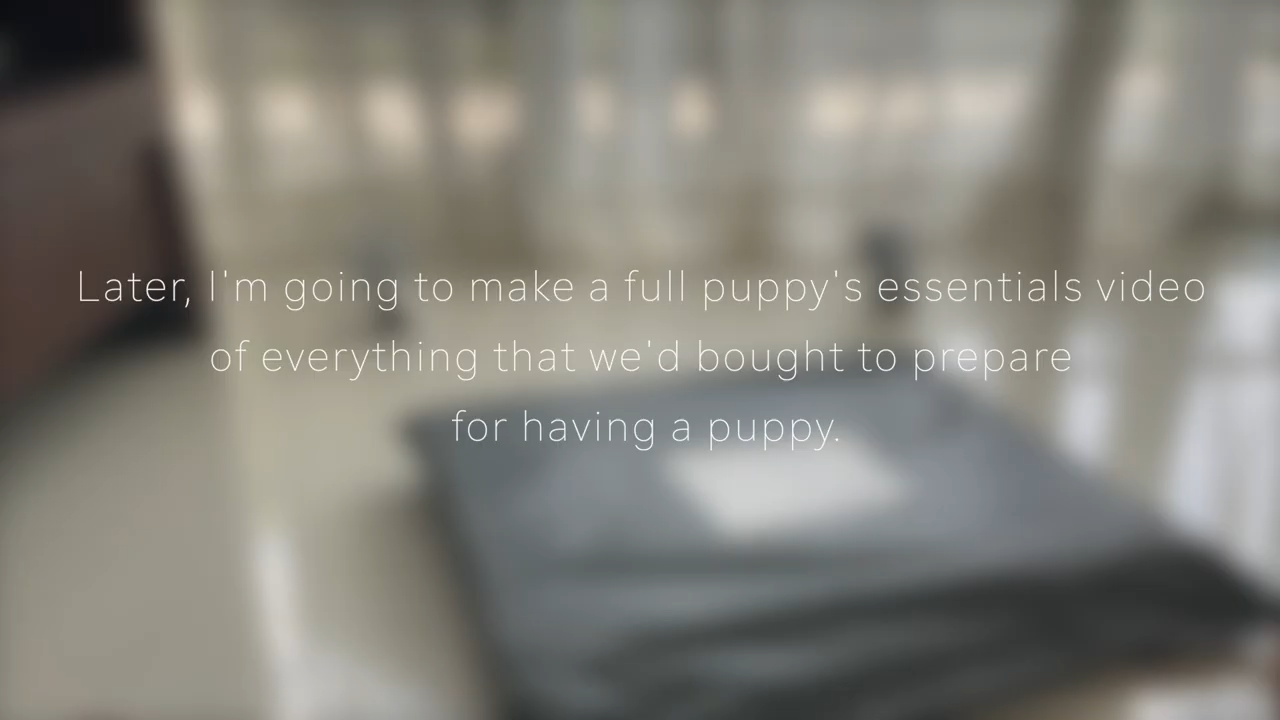 Later, I'm going to make a full puppy's essentials video
of everything that we'd bought to prepare
for having a puppy.